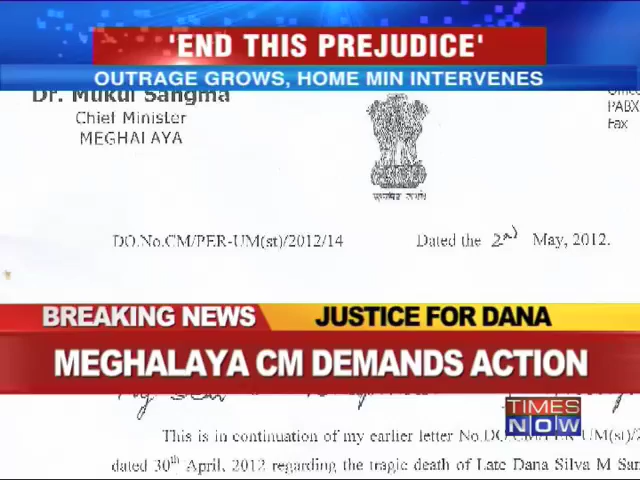 'END THIS PREJUDICE'
OUTRAGE GROWS, HOME MIN INTERVENES
Dr. Mukul Sangma
Chief Minister
MEGHALAYA
PABX
Fax
DO.No.CM/PER-UM(st)/2012/14
Dated the 2nd May, 2012.
BREAKING NEWS
JUSTICE FOR DANA
MEGHALAYA CM DEMANDS ACTION
My
TIMES
NOW
This is in continuation of my earlier letter
dated 30th April, 2012 regarding the tragic death of Late Dana Silva M